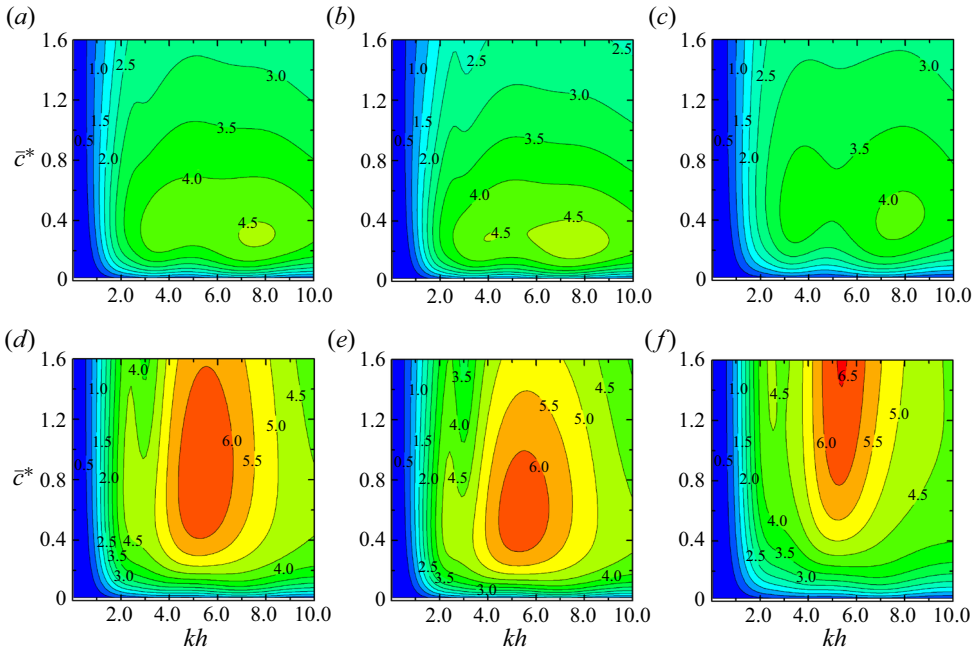 (a) (b) (c)
1.6 1.6 1.6
1.0 2.5 3.0 1.0 2.5 2.5 1.0 2.5 3.0
1.2 1.2 1.2
1.5 0.5 2.0 3.5 1.5 0.5 2.0 3.0 3.5 1.5 0.5 2.0 3.5
c̄* 0.8 0.8 0.8
4.0 4.0 4.0
0.4 4.5 0.4 4.5 4.5 0.4
0 0 0
2.0 4.0 6.0 8.0 10.0 2.0 4.0 6.0 8.0 10.0 2.0 4.0 6.0 8.0 10.0
(d) (e) (f)
1.6 1.6 1.6
1.0 4.0 4.5 1.0 3.5 4.5 1.0 4.5 6.5
1.2 5.0 1.2 4.0 5.5 5.0 1.2 5.0
1.5 0.5 6.0 5.5 1.5 0.5 6.0 1.5 0.5 6.0 5.5
c̄* 0.8 2.0 0.8 2.0 4.5 0.8 2.0 4.5
0.4 2.5 4.5 0.4 0.4 4.0
3.5 4.0 2.5 3.5 4.0 2.5 3.5
3.0 3.0 3.0
0 0 0
2.0 4.0 6.0 8.0 10.0 2.0 4.0 6.0 8.0 10.0 2.0 4.0 6.0 8.0 10.0
kh kh kh